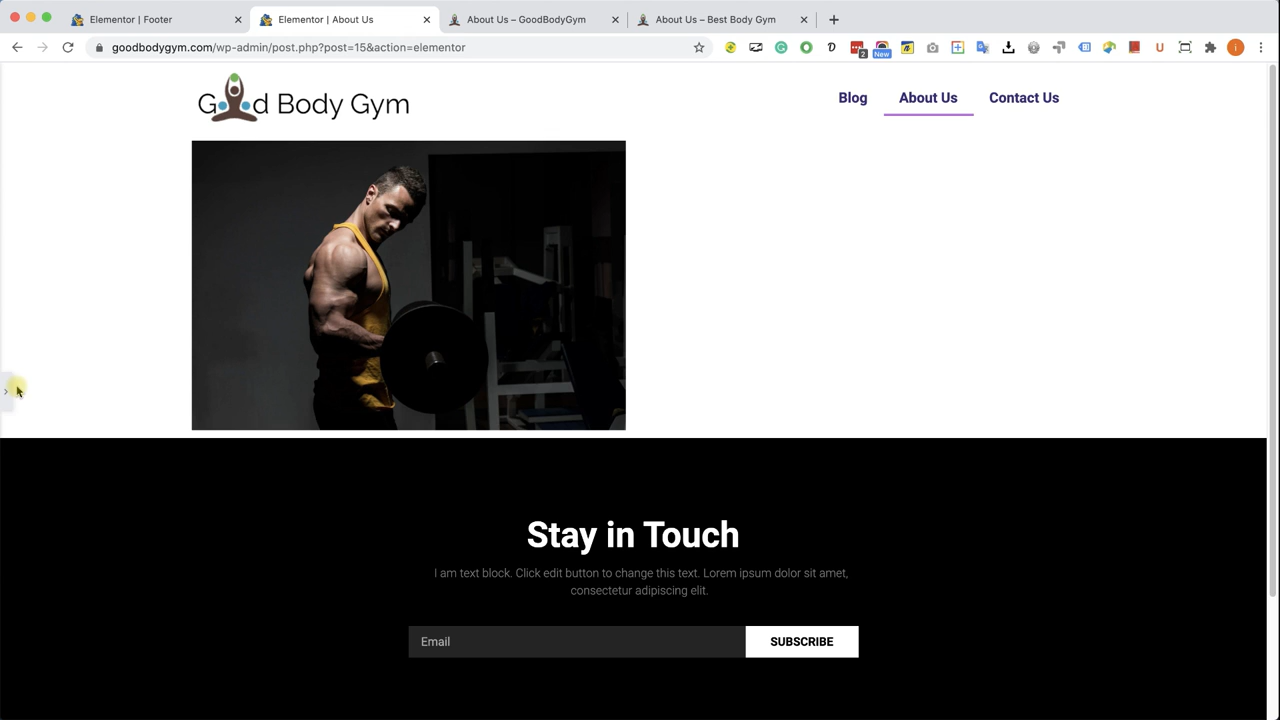 Elementor | Footer
Elementor | About Us
About Us – GoodBodyGym
About Us – Best Body Gym
goodbodygym.com/wp-admin/post.php?post=15&action=elementor
2
New
i
Good Body Gym
Blog
About Us
Contact Us
Stay in Touch
I am text block. Click edit button to change this text. Lorem ipsum dolor sit amet,
consectetur adipiscing elit.
Email
SUBSCRIBE